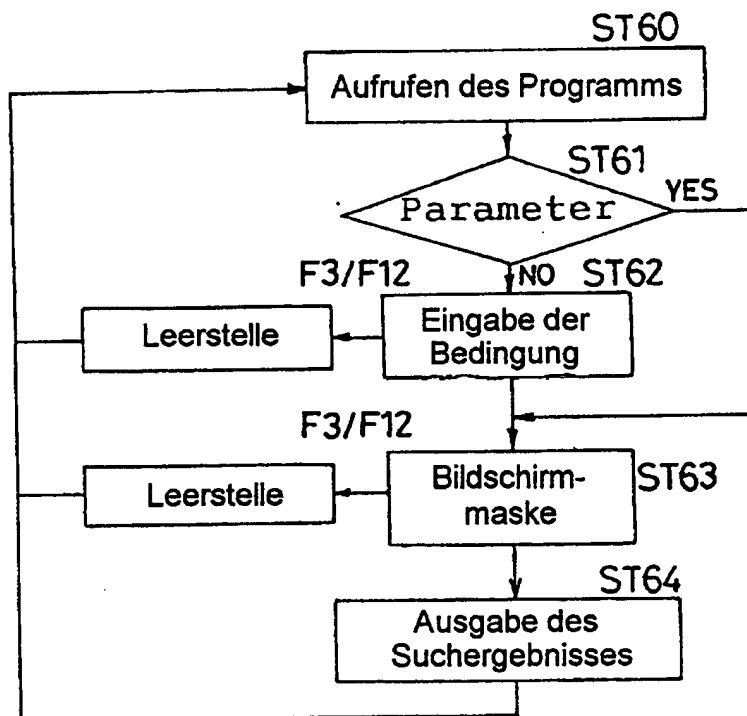 ST60
Aufrufen des Programms
ST61
YES
Parameter
NO
F3/F12
ST62
Leerstelle
Eingabe der
Bedingung
F3/F12
Leerstelle
Bildschirm-
maske
ST63
ST64
Ausgabe des
Suchergebnisses